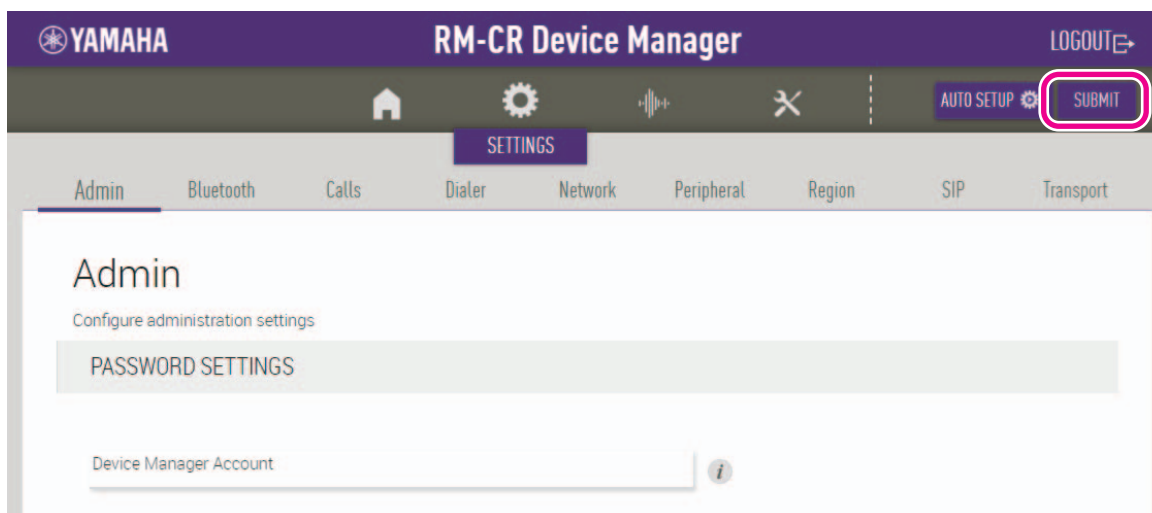 YAMAHA RM-CR Device Manager LOGOUT
AUTO SETUP SUBMIT
SETTINGS
Admin Bluetooth Calls Dialer Network Peripheral Region SIP Transport
Admin
Configure administration settings
PASSWORD SETTINGS
Device Manager Account i